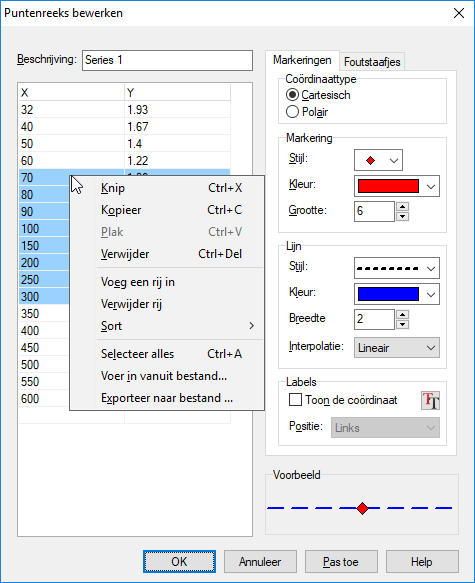 Puntenreeks bewerken
Beschrijving: Series 1
X Y
32 1.93
40 1.67
50 1.4
60 1.22
70
80
90
100
150
200
250
300
350
450
500
550
600
Knip Ctrl+X
Kopieer Ctrl+C
Plak Ctrl+V
Verwijder Ctrl+Del
Voeg een rij in
Verwijder rij
Sort
Selecteer alles Ctrl+A
Voer in vanuit bestand...
Exporteer naar bestand ...
Markeringen Foutstaafjes
Coördinaattype
Cartesisch
Polair
Markering
Stijl:
Kleur:
Grootte: 6
Lijn
Stijl:
Kleur:
Breedte 2
Interpolatie: Lineair
Labels
Toon de coördinaat
Positie: Links
Voorbeeld
OK Annuleer Pas toe Help